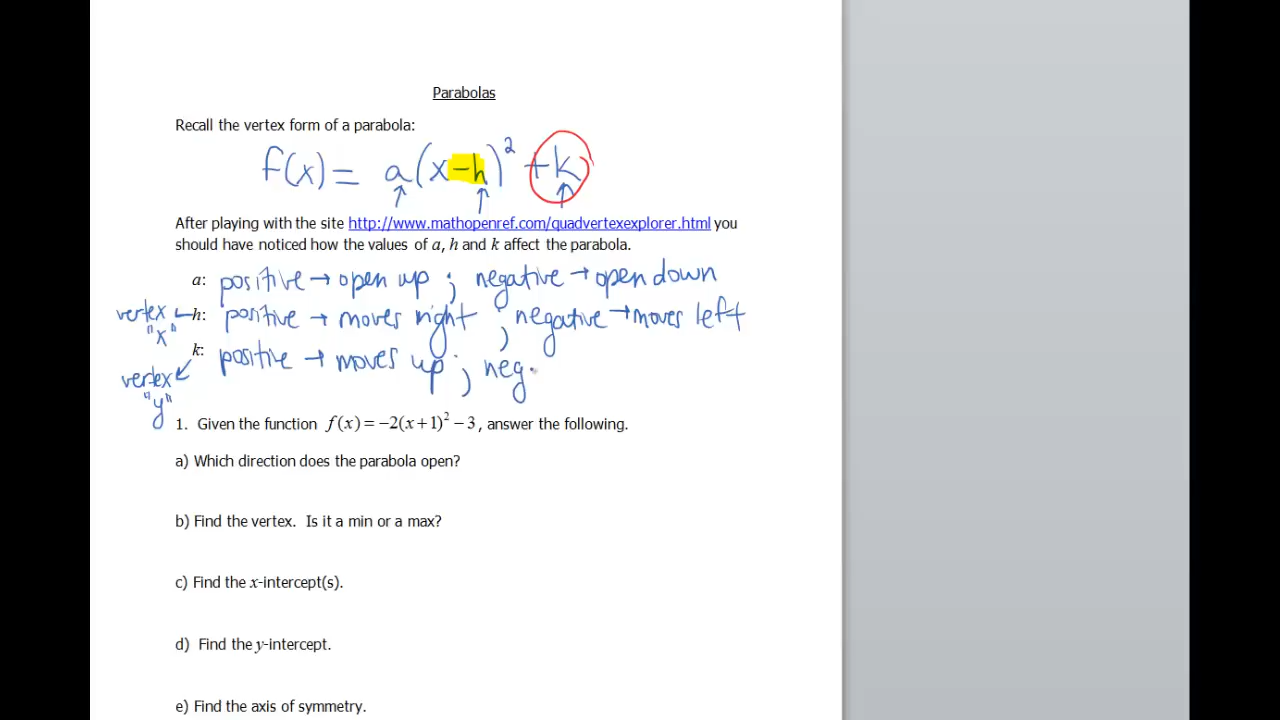 Parabolas
Recall the vertex form of a parabola:
f(x) = a(x-h)² + k
After playing with the site http://www.mathopenref.com/quadvertexexplorer.html you
should have noticed how the values of a, h and k affect the parabola.
a: positive → open up ; negative → open down
vertex "x" ← h: positive → moves right ; negative → moves left
vertex "y" ← k: positive → moves up ; neg
1. Given the function f(x) = −2(x+1)² − 3, answer the following.
a) Which direction does the parabola open?
b) Find the vertex. Is it a min or a max?
c) Find the x-intercept(s).
d) Find the y-intercept.
e) Find the axis of symmetry.